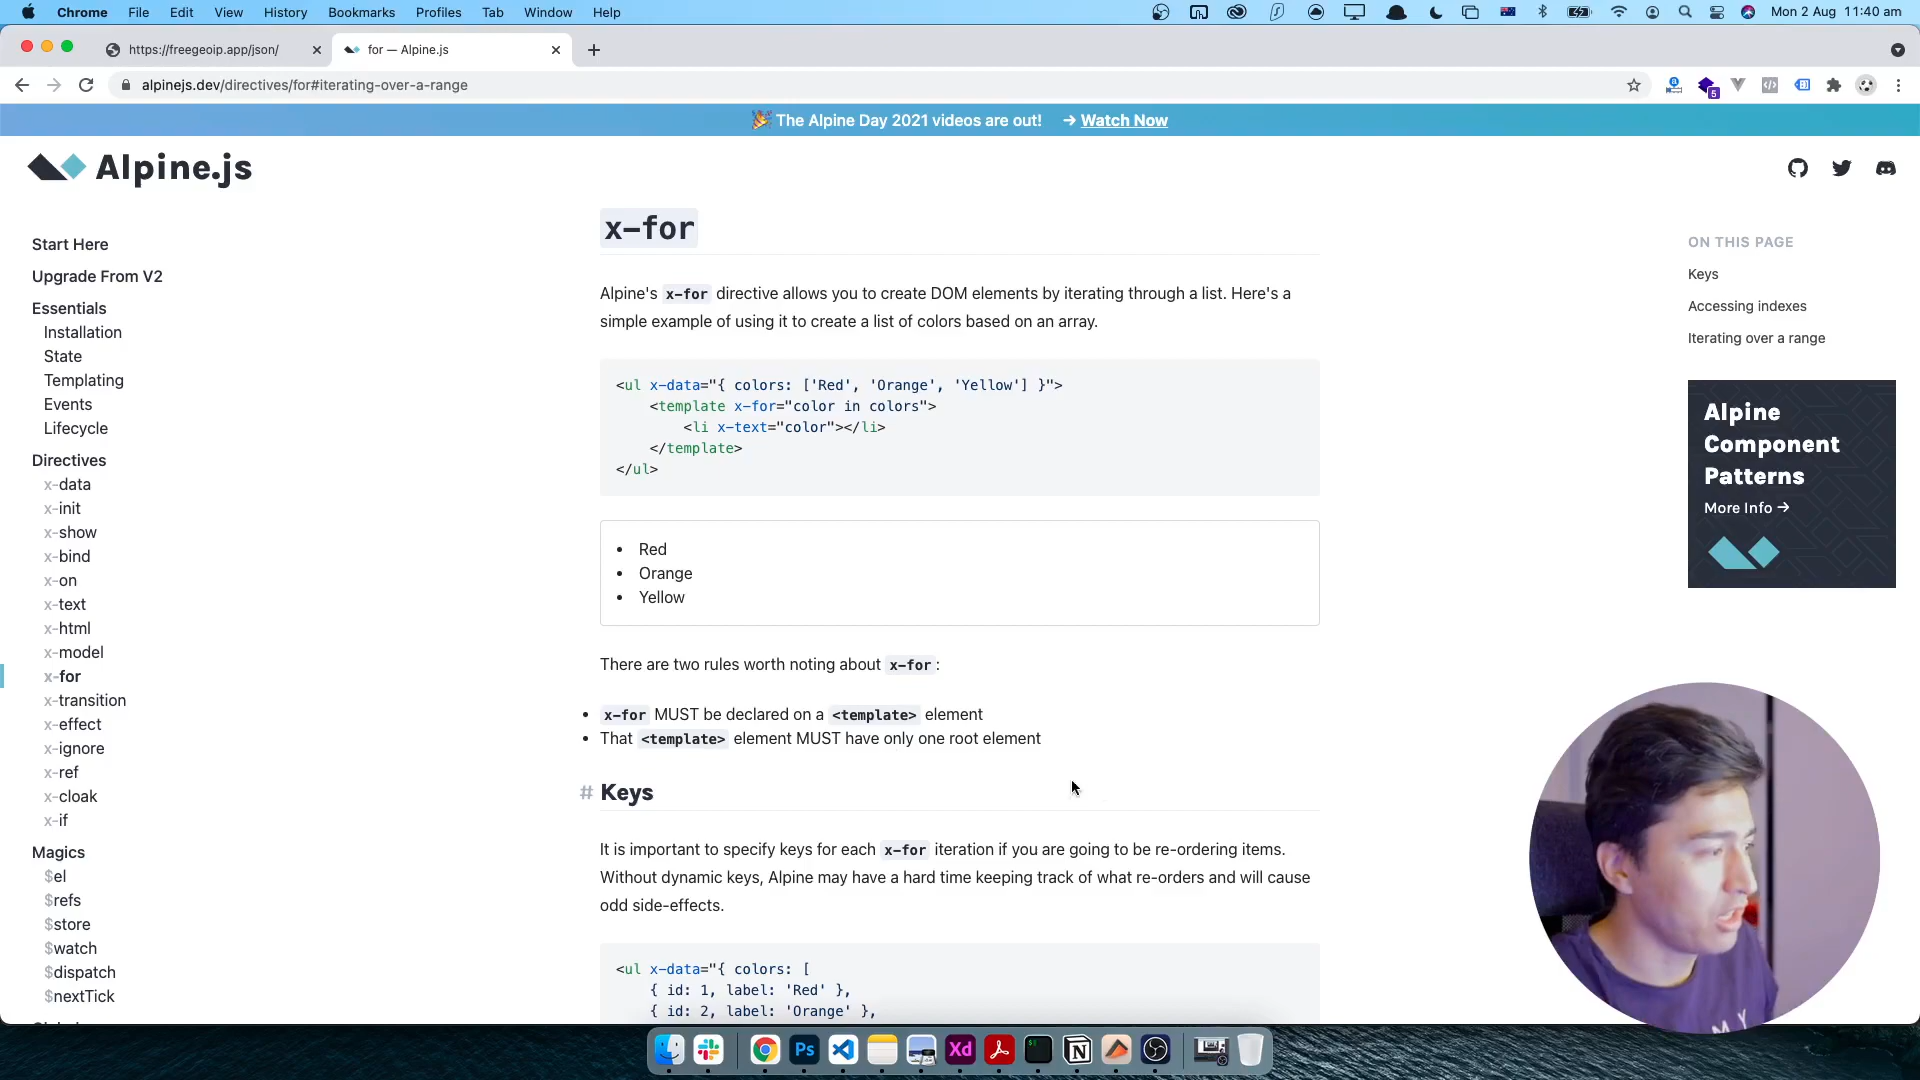 Chrome File Edit View History Bookmarks Profiles Tab Window Help
Mon 2 Aug 11:40 am
https://freegeoip.app/json/
for — Alpine.js
alpinejs.dev/directives/for#iterating-over-a-range
5
🎉 The Alpine Day 2021 videos are out! → Watch Now
Alpine.js
Start Here
Upgrade From V2
Essentials
Installation
State
Templating
Events
Lifecycle
Directives
x-data
x-init
x-show
x-bind
x-on
x-text
x-html
x-model
x-for
x-transition
x-effect
x-ignore
x-ref
x-cloak
x-if
Magics
$el
$refs
$store
$watch
$dispatch
$nextTick
x-for
Alpine's x-for directive allows you to create DOM elements by iterating through a list. Here's a
simple example of using it to create a list of colors based on an array.
<ul x-data="{ colors: ['Red', 'Orange', 'Yellow'] }">
<template x-for="color in colors">
<li x-text="color"></li>
</template>
</ul>
• Red
• Orange
• Yellow
There are two rules worth noting about x-for:
• x-for MUST be declared on a <template> element
• That <template> element MUST have only one root element
# Keys
It is important to specify keys for each x-for iteration if you are going to be re-ordering items.
Without dynamic keys, Alpine may have a hard time keeping track of what re-orders and will cause
odd side-effects.
<ul x-data="{ colors: [
{ id: 1, label: 'Red' },
{ id: 2, label: 'Orange' },
ON THIS PAGE
Keys
Accessing indexes
Iterating over a range
Alpine
Component
Patterns
More Info →
Ps
Xd